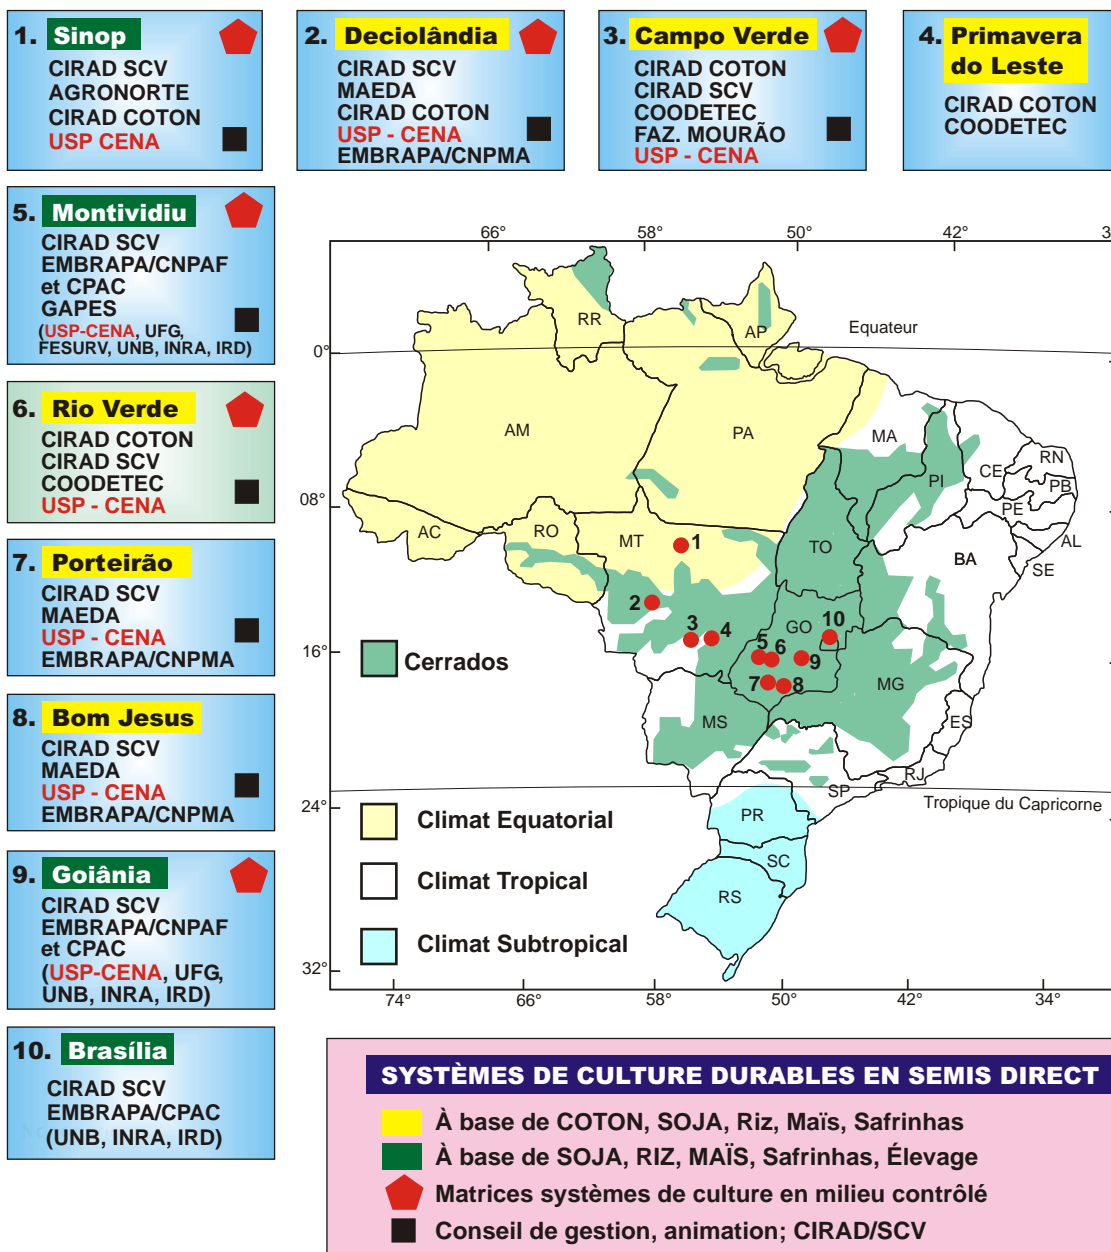 1. Sinop
CIRAD SCV
AGRONORTE
CIRAD COTON
USP CENA
2. Deciolândia
CIRAD SCV
MAEDA
CIRAD COTON
USP - CENA
EMBRAPA/CNPMA
3. Campo Verde
CIRAD COTON
CIRAD SCV
COODETEC
FAZ. MOURÃO
USP - CENA
4. Primavera
do Leste
CIRAD COTON
COODETEC
5. Montividiu
CIRAD SCV
EMBRAPA/CNPAF
et CPAC
GAPES
(USP-CENA, UFG,
FESURV, UNB, INRA, IRD)
6. Rio Verde
CIRAD COTON
CIRAD SCV
COODETEC
USP - CENA
7. Porteirão
CIRAD SCV
MAEDA
USP - CENA
EMBRAPA/CNPMA
8. Bom Jesus
CIRAD SCV
MAEDA
USP - CENA
EMBRAPA/CNPMA
9. Goiânia
CIRAD SCV
EMBRAPA/CNPAF
et CPAC
(USP-CENA, UFG,
UNB, INRA, IRD)
10. Brasília
CIRAD SCV
EMBRAPA/CPAC
(UNB, INRA, IRD)
66° 58° 50° 42° 3
RR AP Equateur
0°
AM PA MA CE RN
PI PB
08° PE
AC RO MT 1 TO BA AL
SE
2
3 4 GO 10
16° 5 6 9
7 8 MG
MS ES
RJ
SP
24° Tropique du Capricorne
PR
SC
RS
32°
74° 66° 58° 50° 42° 34°
Cerrados
Climat Equatorial
Climat Tropical
Climat Subtropical
SYSTÈMES DE CULTURE DURABLES EN SEMIS DIRECT
À base de COTON, SOJA, Riz, Maïs, Safrinhas
À base de SOJA, RIZ, MAÏS, Safrinhas, Élevage
Matrices systèmes de culture en milieu contrôlé
Conseil de gestion, animation; CIRAD/SCV